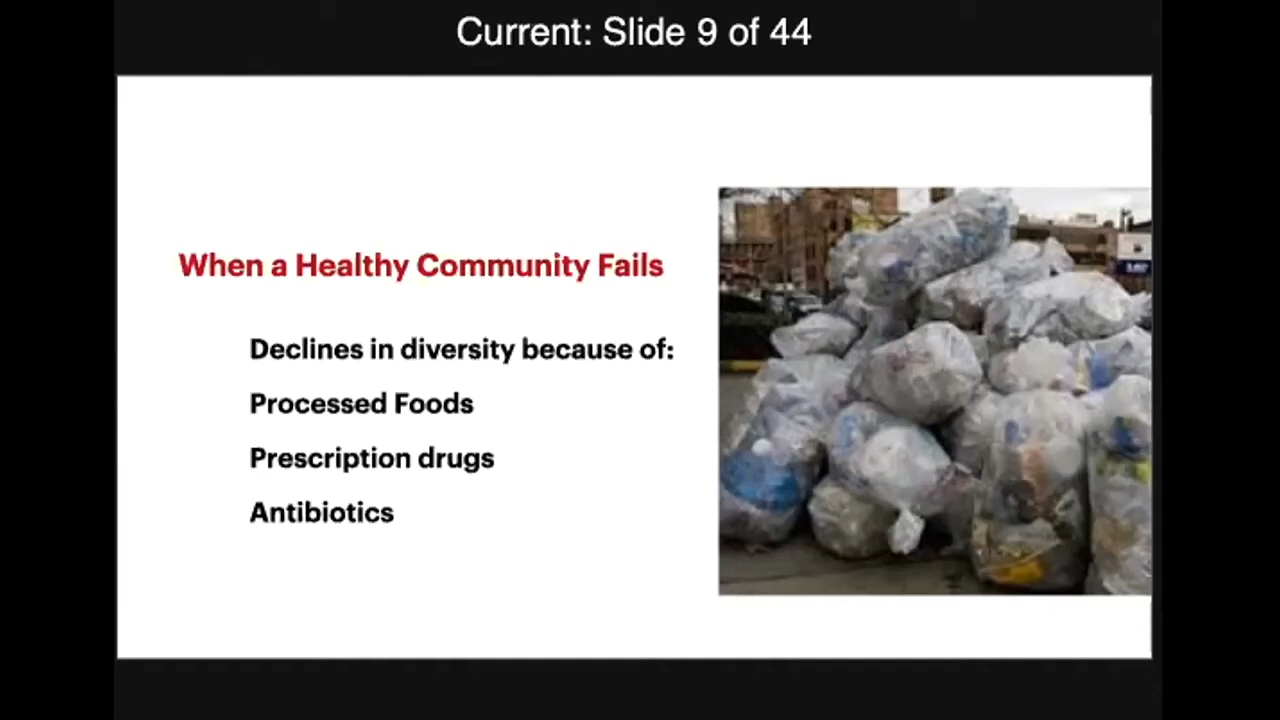 Current: Slide 9 of 44
When a Healthy Community Fails
Declines in diversity because of:
Processed Foods
Prescription drugs
Antibiotics